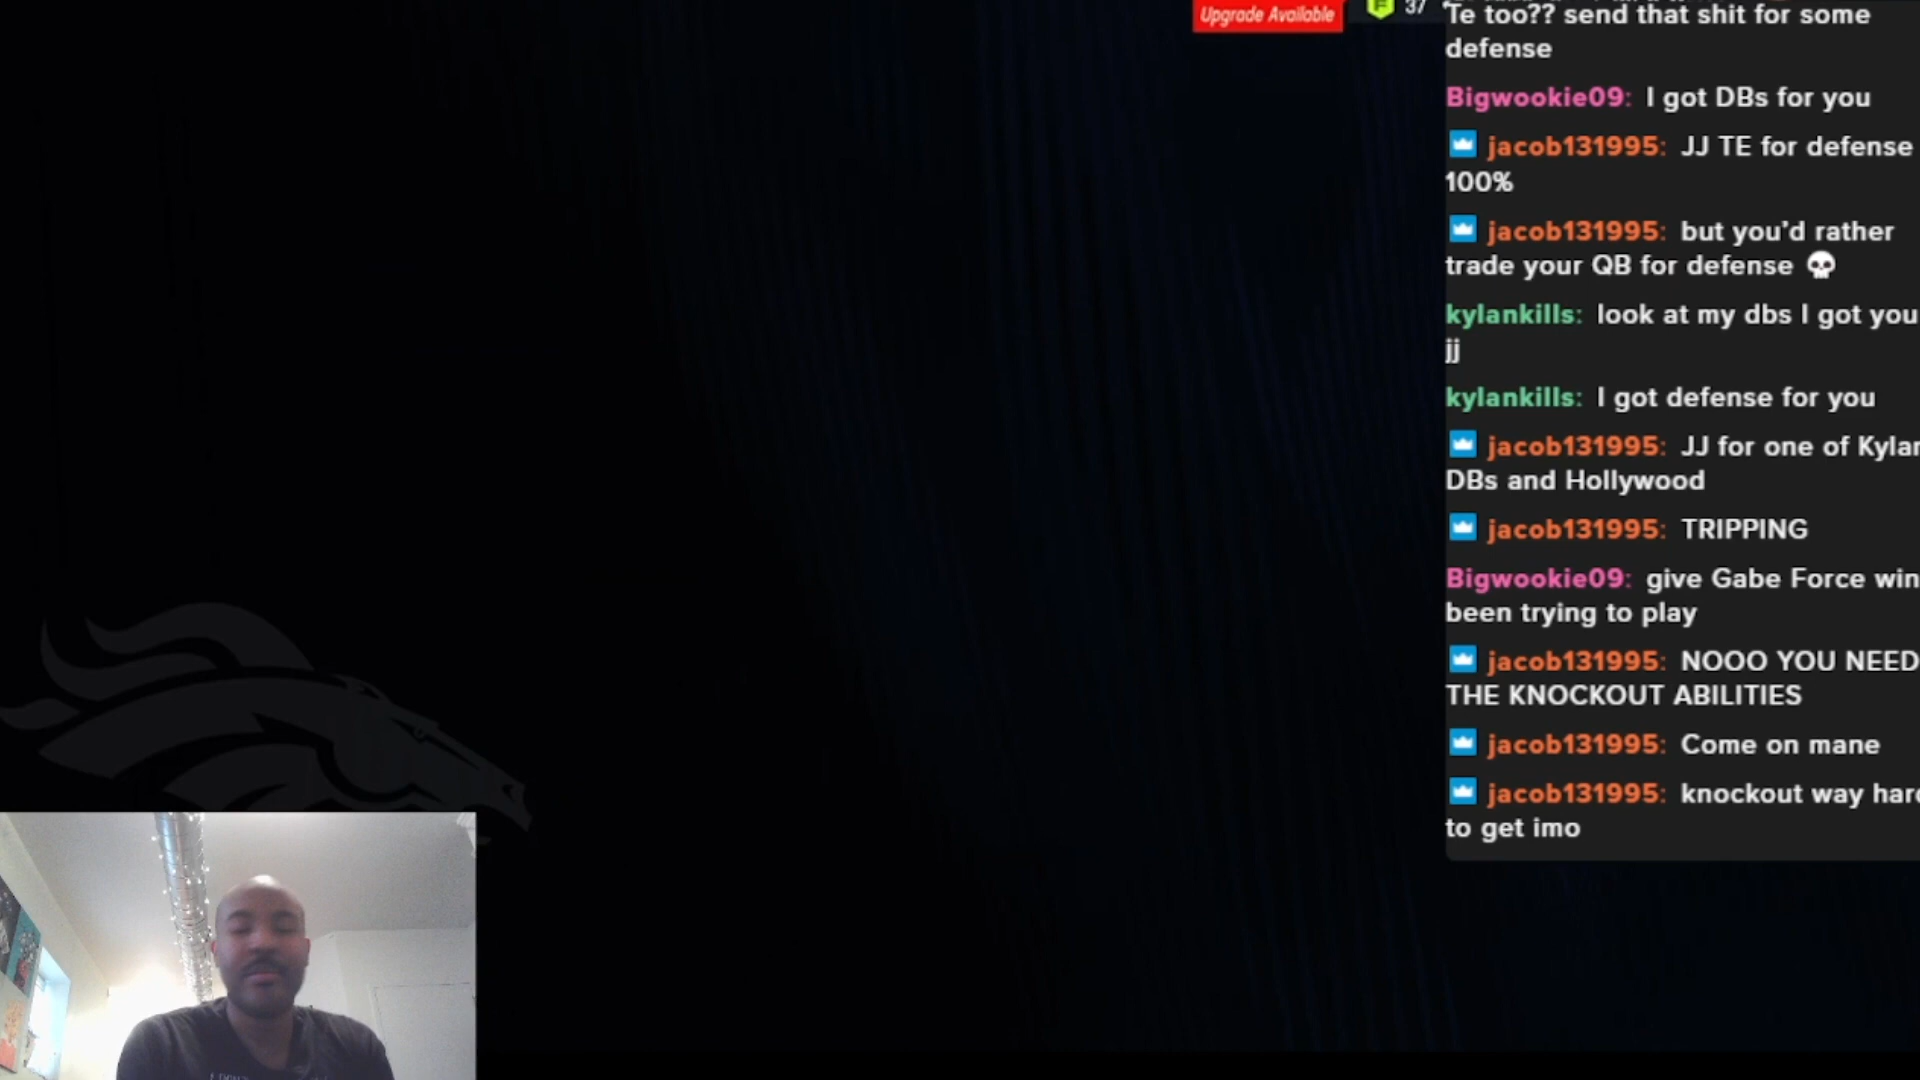 Upgrade Available
37
Te too?? send that shit for some
defense
Bigwookie09: I got DBs for you
jacob131995: JJ TE for defense
100%
jacob131995: but you'd rather
trade your QB for defense 💀
kylankills: look at my dbs I got you
jj
kylankills: I got defense for you
jacob131995: JJ for one of Kylan
DBs and Hollywood
jacob131995: TRIPPING
Bigwookie09: give Gabe Force win
been trying to play
jacob131995: NOOO YOU NEED
THE KNOCKOUT ABILITIES
jacob131995: Come on mane
jacob131995: knockout way hard
to get imo